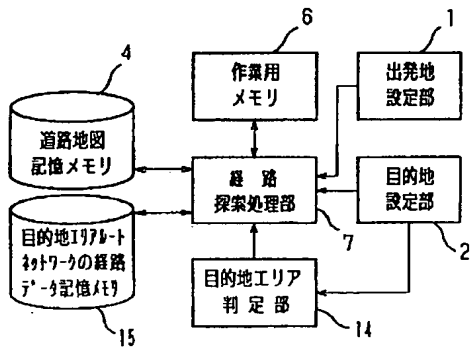 6
1
4
作業用
メモリ
出発地
設定部
道路地図
記憶メモリ
経路
探索処理部
目的地
設定部
7
2
目的地エリアルート
ネットワークの経路
データ記憶メモリ
目的地エリア
判定部
15
14